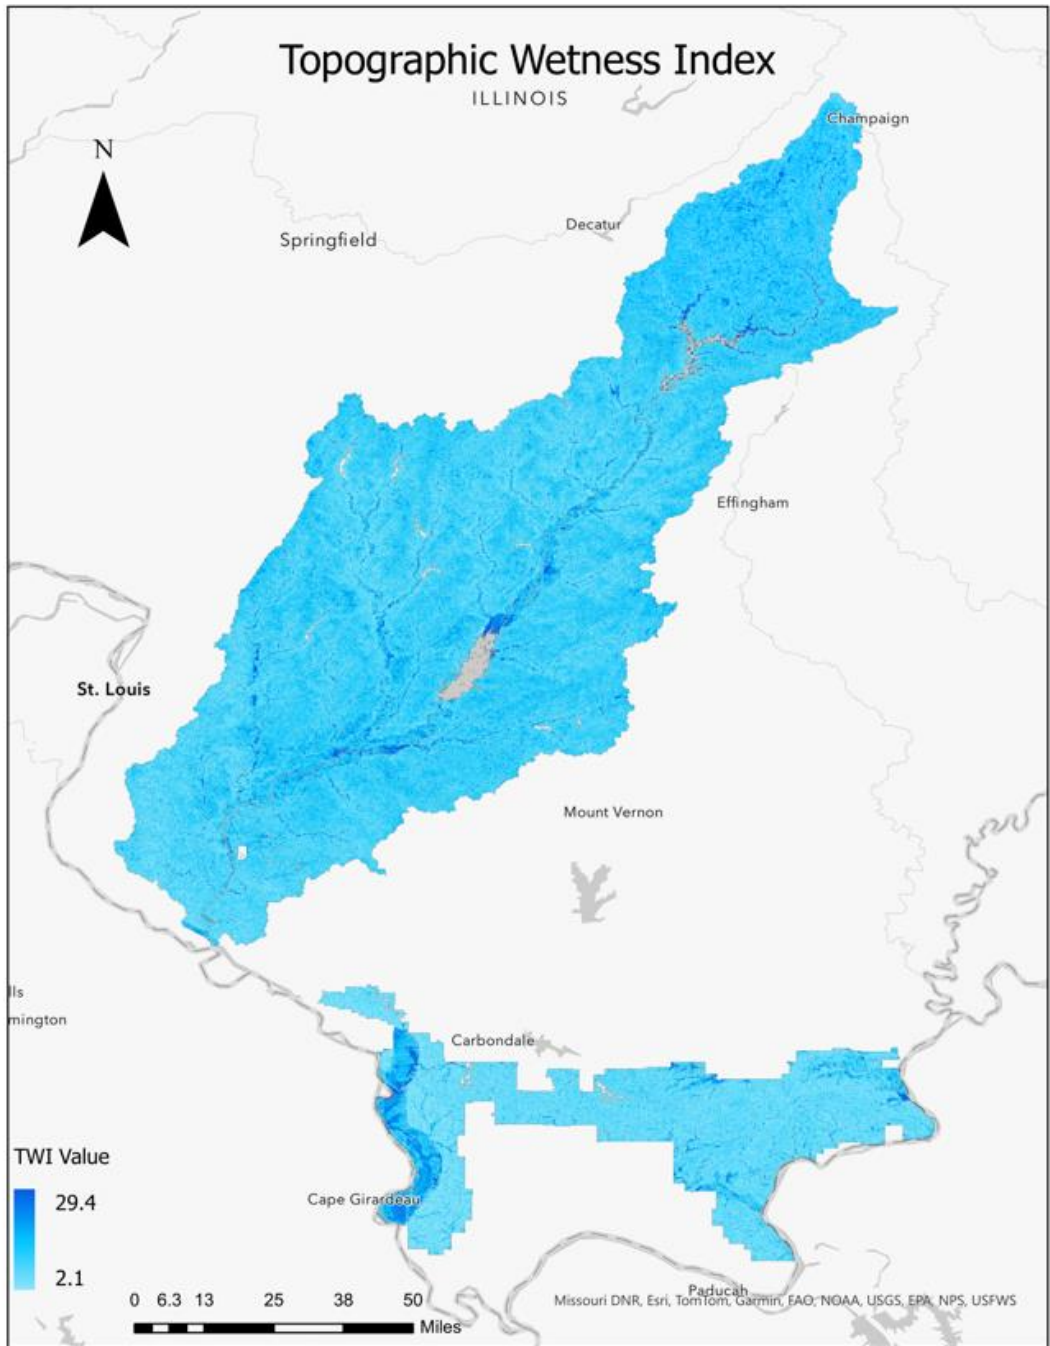 Topographic Wetness Index
ILLINOIS
Champaign
N
Decatur
Springfield
Effingham
St. Louis
Mount Vernon
lls
mington
Carbondale
TWI Value
29.4
2.1
Cape Girardeau
Paducah
0 6.3 13 25 38 50
Miles
Missouri DNR, Esri, TomTom, Garmin, FAO, NOAA, USGS, EPA, NPS, USFWS